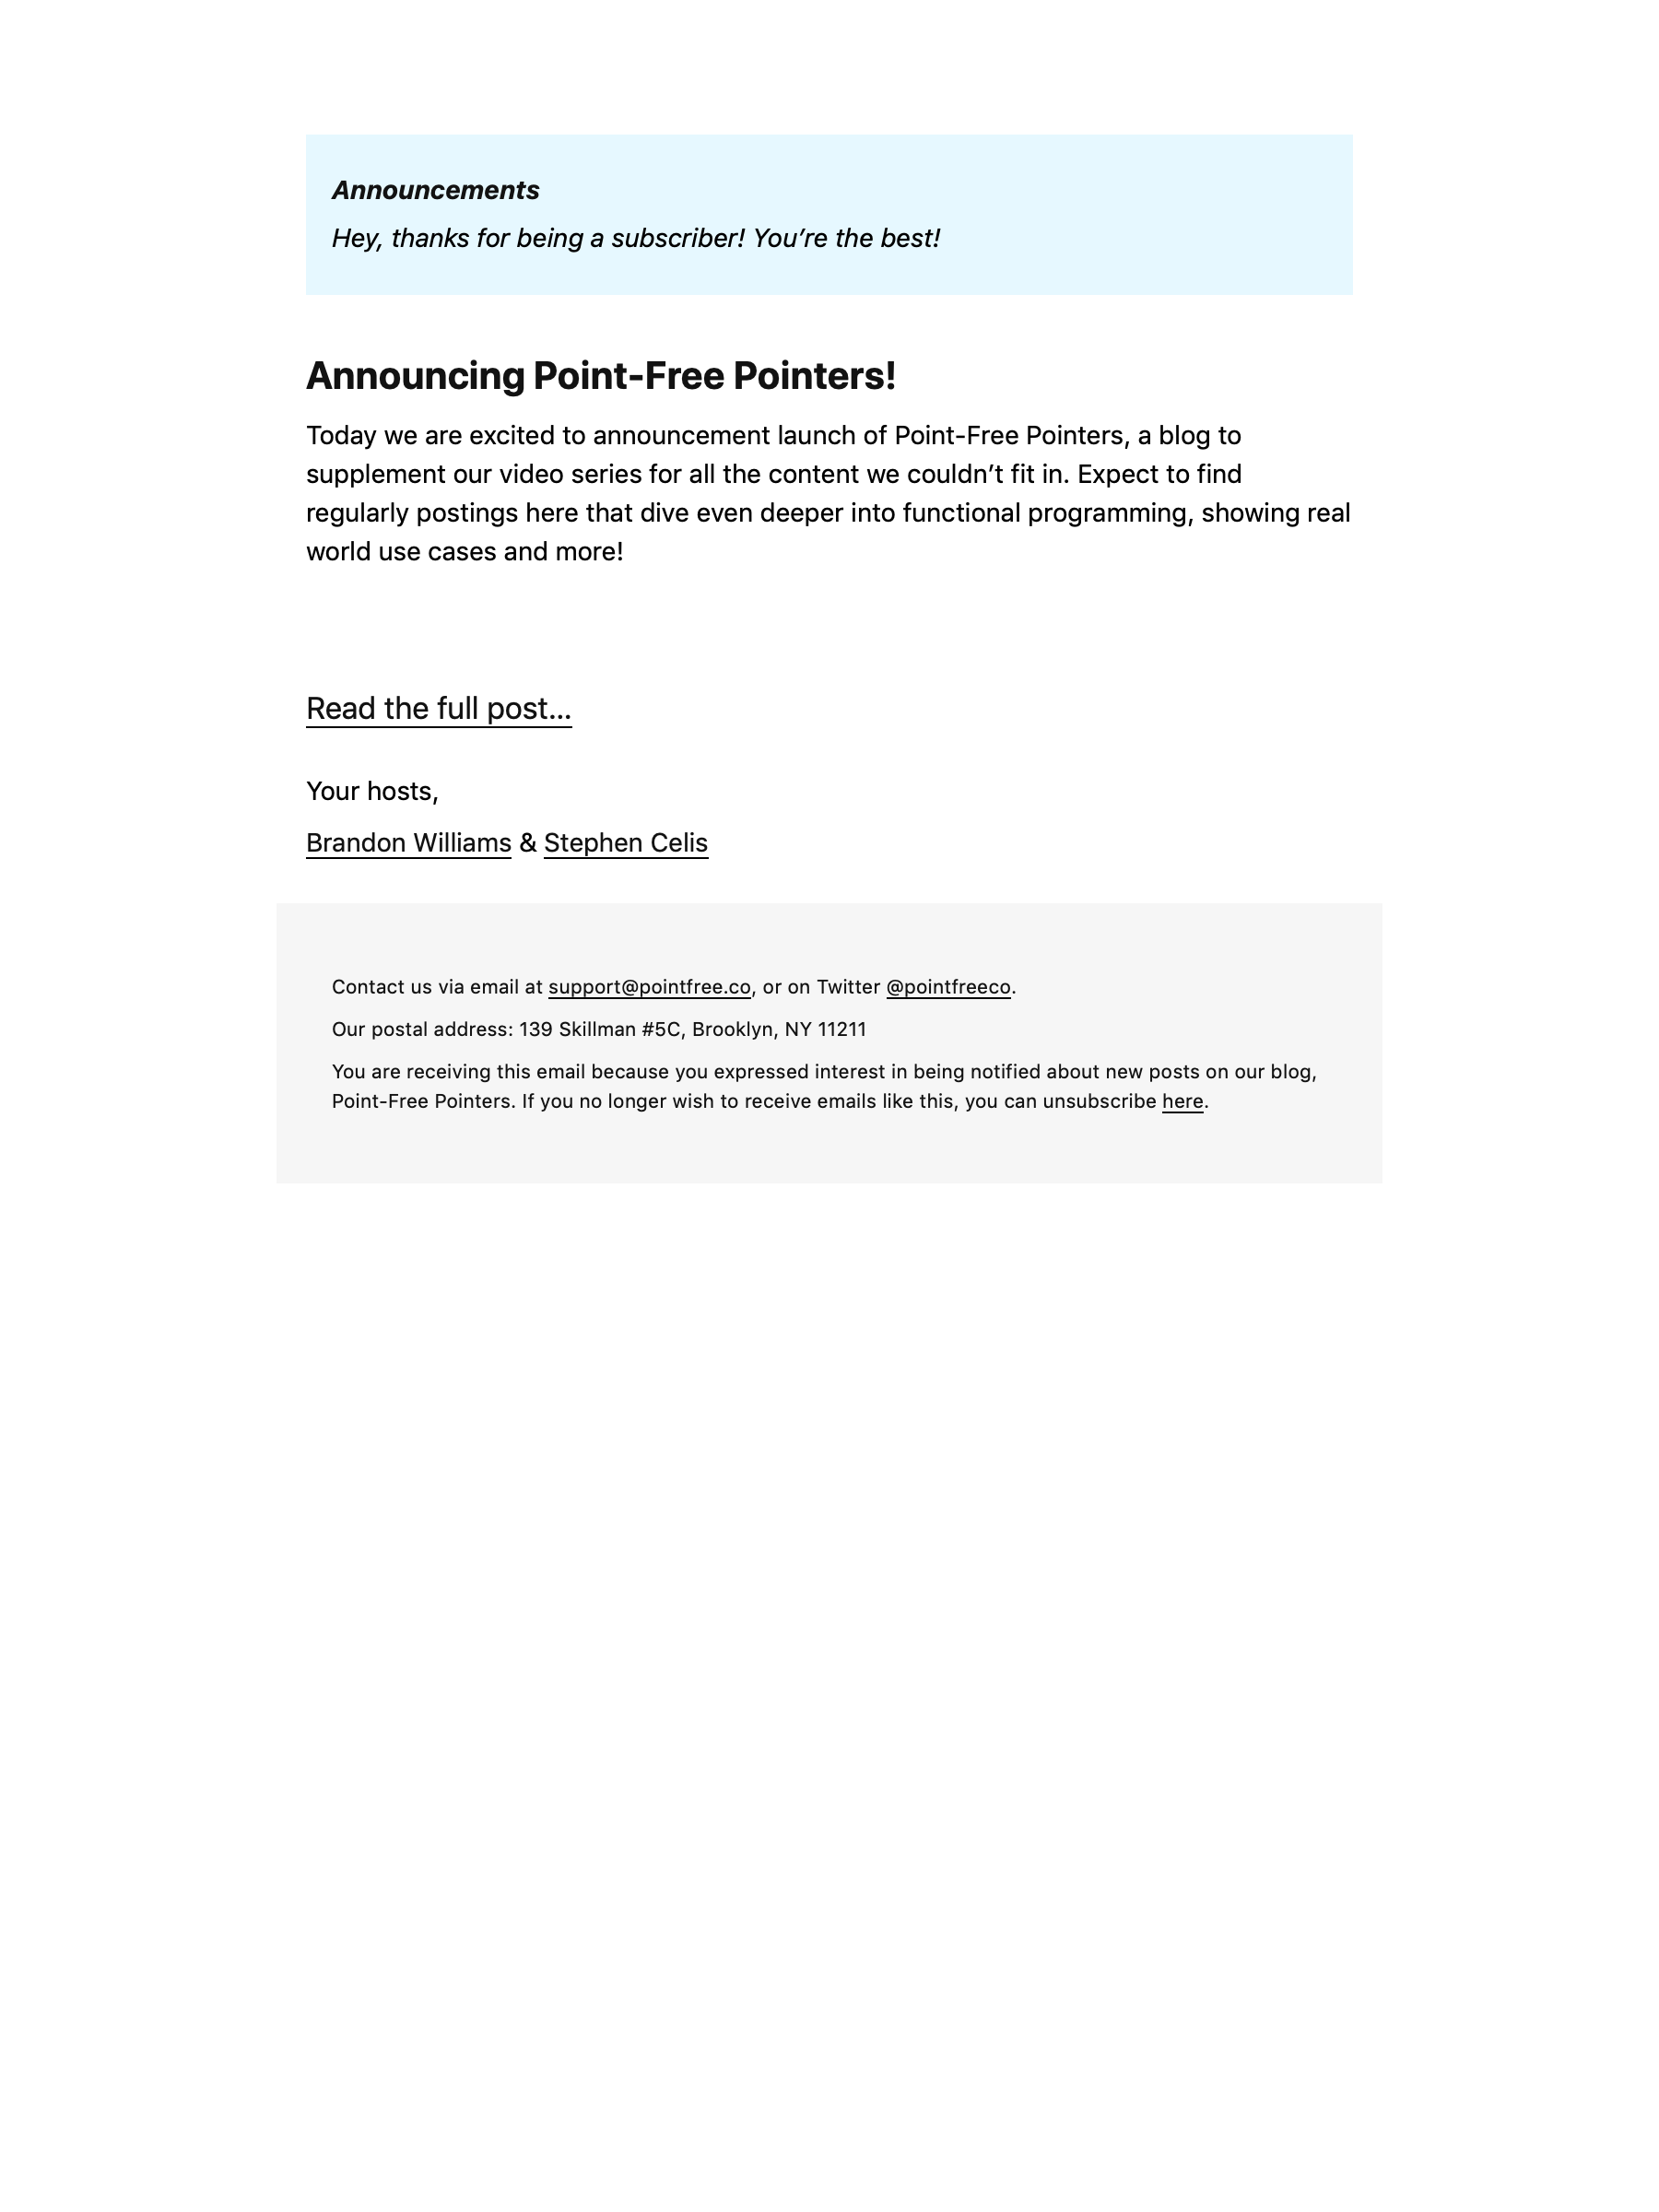 Announcements
Hey, thanks for being a subscriber! You’re the best!
Announcing Point-Free Pointers!
Today we are excited to announcement launch of Point-Free Pointers, a blog to
supplement our video series for all the content we couldn’t fit in. Expect to find
regularly postings here that dive even deeper into functional programming, showing real
world use cases and more!
Read the full post…
Your hosts,
Brandon Williams & Stephen Celis
Contact us via email at support@pointfree.co, or on Twitter @pointfreeco.
Our postal address: 139 Skillman #5C, Brooklyn, NY 11211
You are receiving this email because you expressed interest in being notified about new posts on our blog,
Point-Free Pointers. If you no longer wish to receive emails like this, you can unsubscribe here.